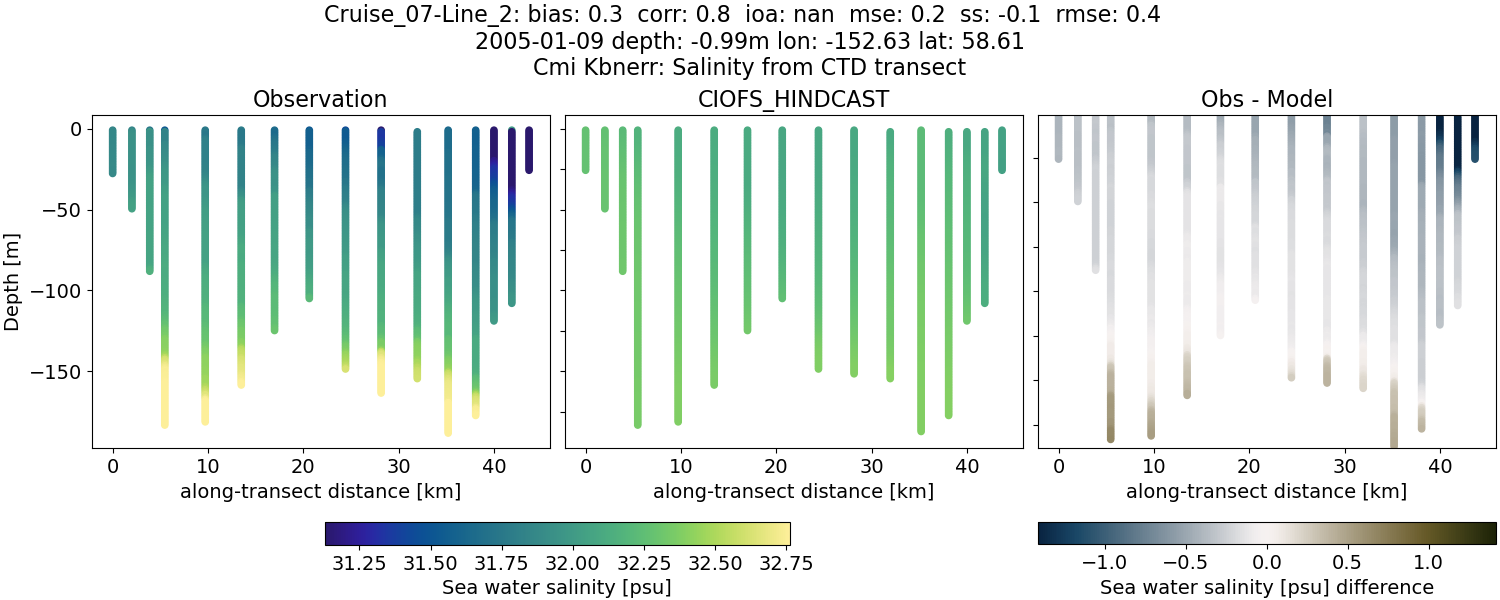 Cruise_07-Line_2: bias: 0.3  corr: 0.8  ioa: nan  mse: 0.2  ss: -0.1  rmse: 0.4
2005-01-09 depth: -0.99m lon: -152.63 lat: 58.61
Cmi Kbnerr: Salinity from CTD transect
Observation
CIOFS_HINDCAST
Obs - Model
Depth [m]
0
−50
−100
−150
0 10 20 30 40
0 10 20 30 40
0 10 20 30 40
along-transect distance [km]
along-transect distance [km]
along-transect distance [km]
31.25 31.50 31.75 32.00 32.25 32.50 32.75
Sea water salinity [psu]
−1.0 −0.5 0.0 0.5 1.0
Sea water salinity [psu] difference